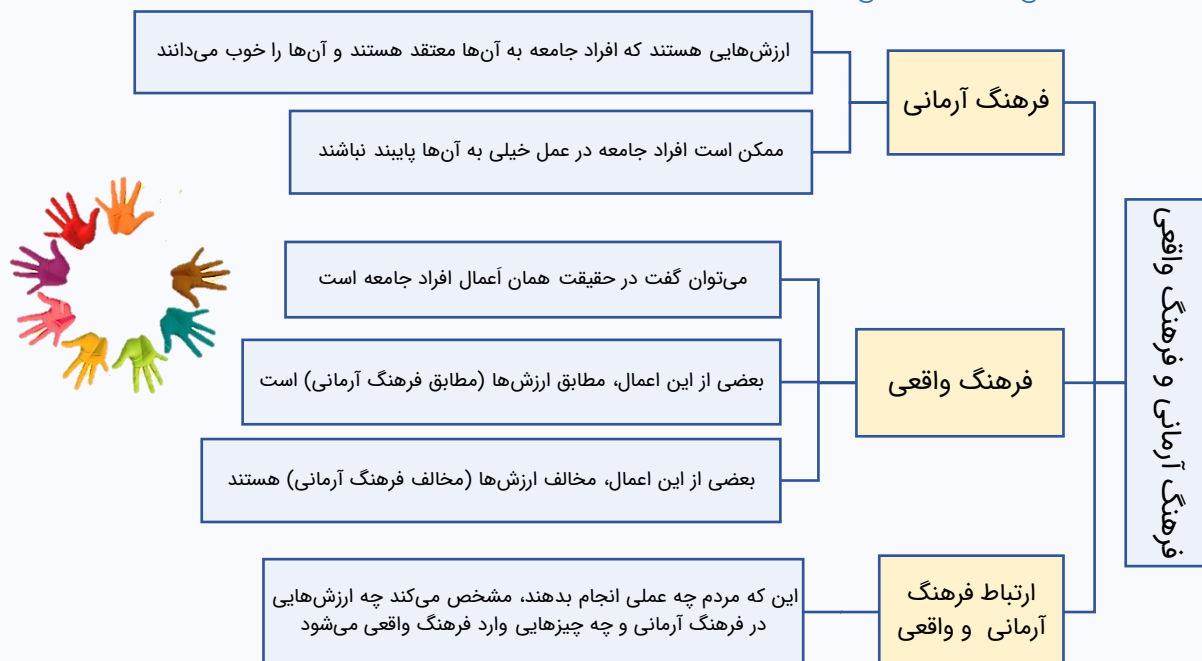 فرهنگ آرمانی و فرهنگ واقعی
فرهنگ آرمانی
ارزش‌هایی هستند که افراد جامعه به آن‌ها معتقد هستند و آن‌ها را خوب می‌دانند
ممکن است افراد جامعه در عمل خیلی به آن‌ها پایبند نباشند
فرهنگ واقعی
می‌توان گفت در حقیقت همان اَعمال افراد جامعه است
بعضی از این اعمال، مطابق ارزش‌ها (مطابق فرهنگ آرمانی) است
بعضی از این اعمال، مخالف ارزش‌ها (مخالف فرهنگ آرمانی) هستند
ارتباط فرهنگ
آرمانی و واقعی
این که مردم چه عملی انجام بدهند، مشخص می‌کند چه ارزش‌هایی
در فرهنگ آرمانی و چه چیزهایی وارد فرهنگ واقعی می‌شود